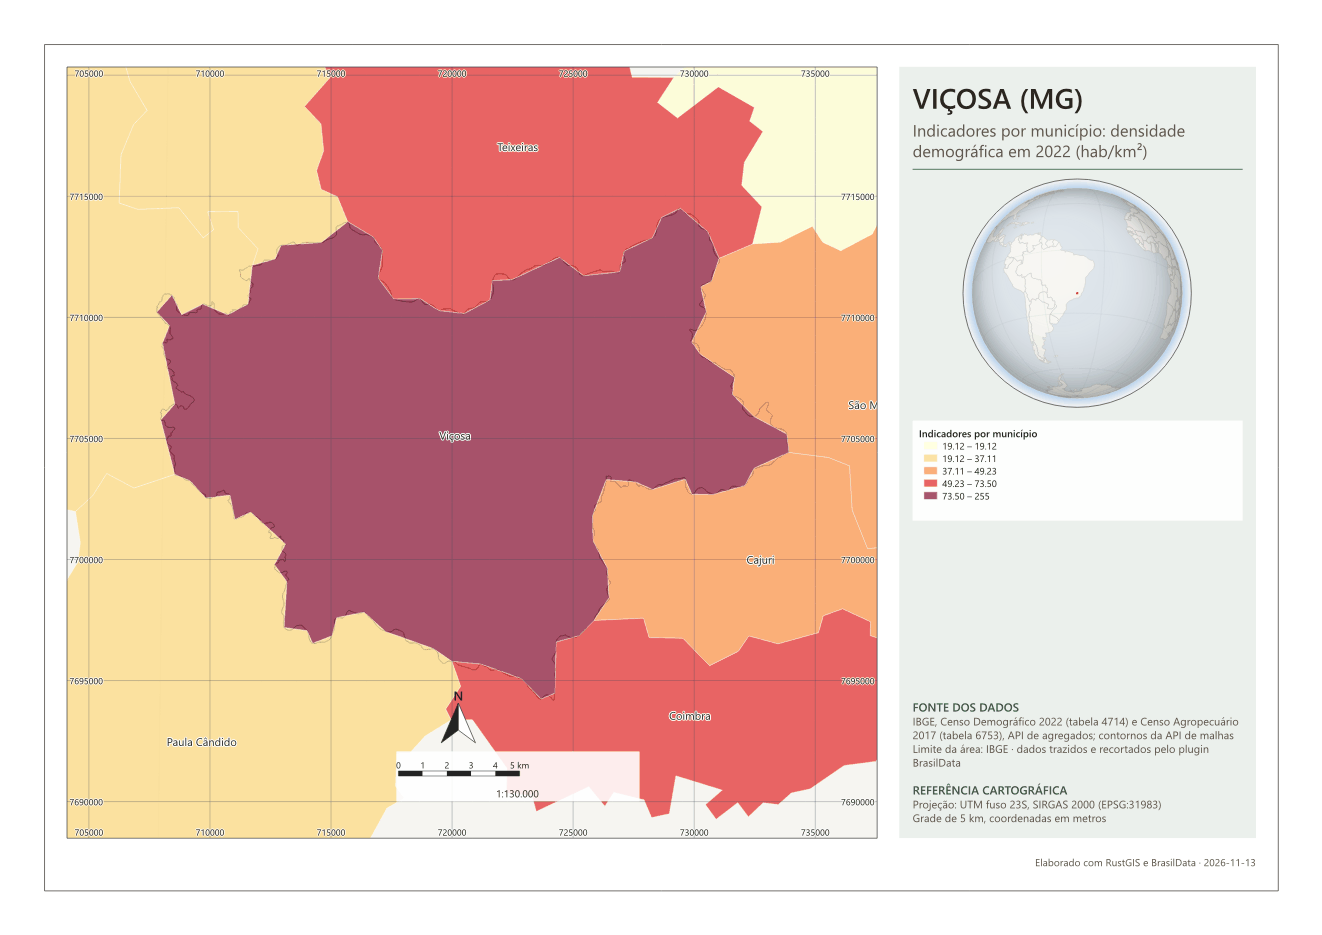 705000 710000 715000 720000 725000 730000 735000
Teixeiras
7715000 7715000
7710000 7710000
São M
Viçosa
7705000 7705000
7700000 7700000
Cajuri
7695000 7695000
N
Coimbra
Paula Cândido
0 1 2 3 4 5 km
1:130.000
7690000 7690000
705000 710000 715000 720000 725000 730000 735000
VIÇOSA (MG)
Indicadores por município: densidade
demográfica em 2022 (hab/km²)
Indicadores por município
19.12 – 19.12
19.12 – 37.11
37.11 – 49.23
49.23 – 73.50
73.50 – 255
FONTE DOS DADOS
IBGE, Censo Demográfico 2022 (tabela 4714) e Censo Agropecuário
2017 (tabela 6753), API de agregados; contornos da API de malhas
Limite da área: IBGE · dados trazidos e recortados pelo plugin
BrasilData
REFERÊNCIA CARTOGRÁFICA
Projeção: UTM fuso 23S, SIRGAS 2000 (EPSG:31983)
Grade de 5 km, coordenadas em metros
Elaborado com RustGIS e BrasilData · 2026-11-13